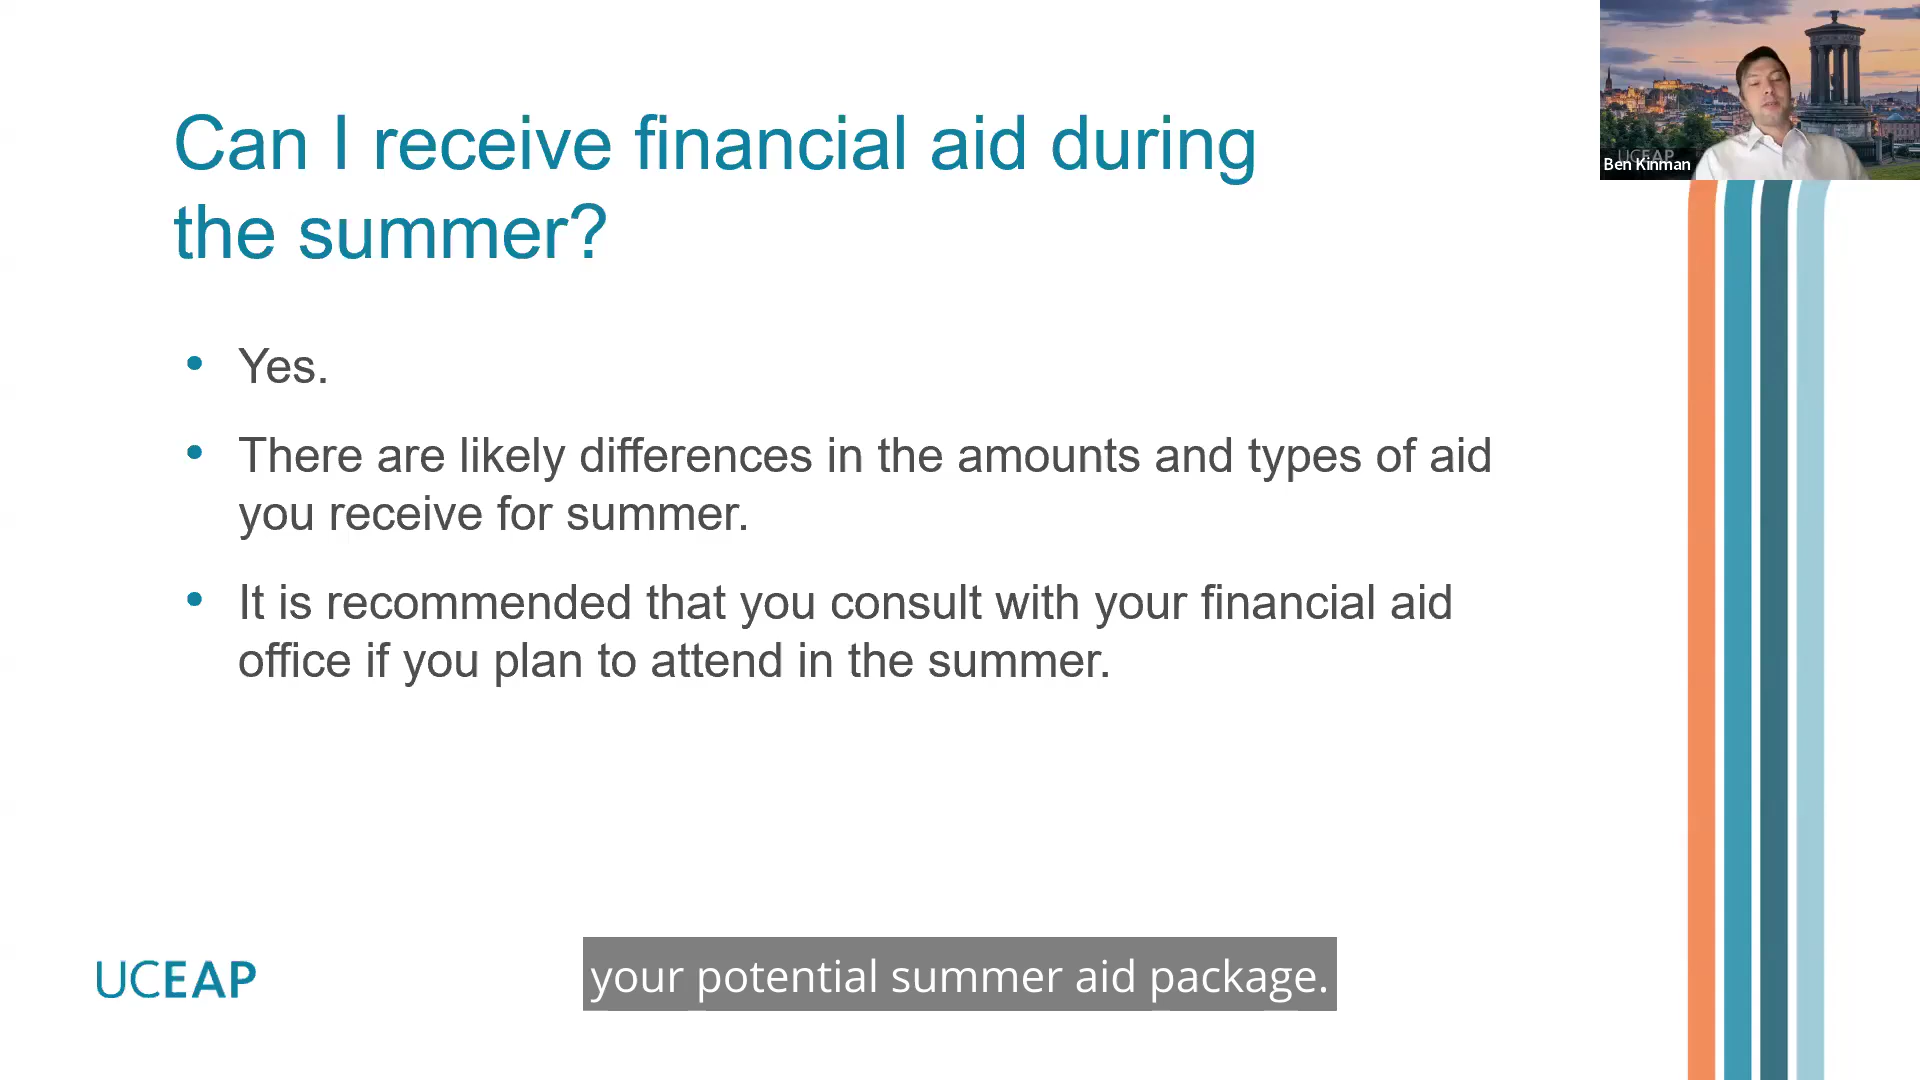 Can I receive financial aid during
the summer?
• Yes.
• There are likely differences in the amounts and types of aid
you receive for summer.
• It is recommended that you consult with your financial aid
office if you plan to attend in the summer.
UCEAP
your potential summer aid package.
UCEAP
Ben Kinman